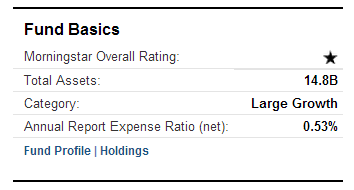 Fund Basics
Morningstar Overall Rating: ★
Total Assets: 14.8B
Category: Large Growth
Annual Report Expense Ratio (net): 0.53%
Fund Profile | Holdings